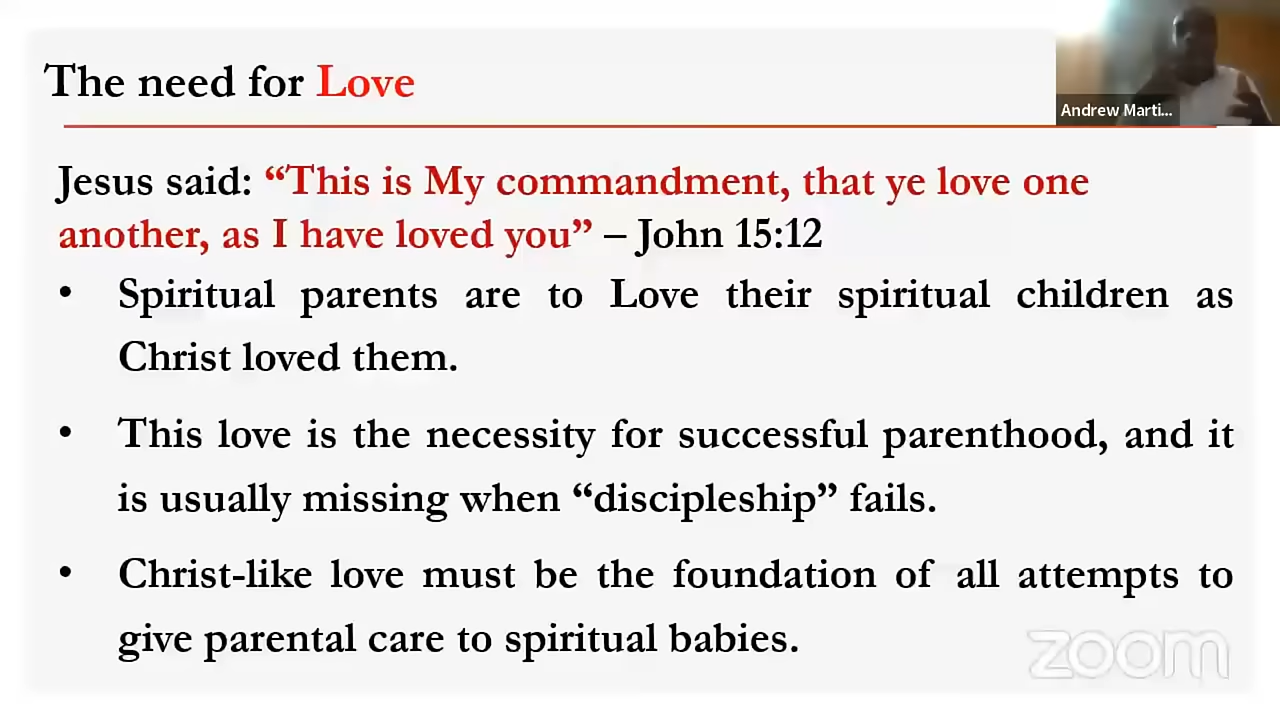 The need for Love
Andrew Marti...
Jesus said: “This is My commandment, that ye love one
another, as I have loved you” – John 15:12
• Spiritual parents are to Love their spiritual children as
Christ loved them.
• This love is the necessity for successful parenthood, and it
is usually missing when “discipleship” fails.
• Christ-like love must be the foundation of all attempts to
give parental care to spiritual babies.
zoom